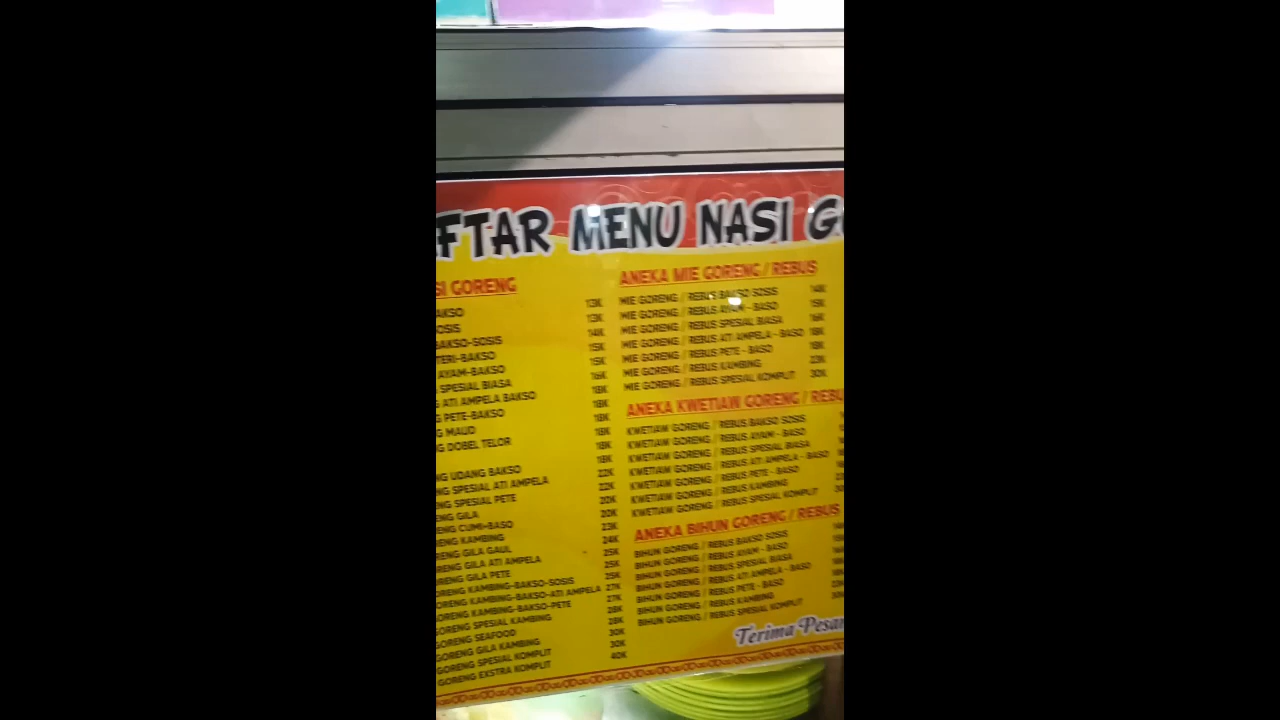 FTAR MENU NASI G
SI GORENG
AKSO 13K
OSIS 13K
BAKSO-SOSIS 14K
TERI-BAKSO 15K
AYAM-BAKSO 15K
SPESIAL BIASA 16K
ATI AMPELA BAKSO 18K
PETE-BAKSO 18K
G MAUD 18K
G DOBEL TELOR 18K
18K
NG UDANG BAKSO 18K
NG SPESIAL ATI AMPELA 22K
NG SPESIAL PETE 22K
ENG GILA 20K
ENG CUMI-BASO 20K
RENG KAMBING 23K
RENG GILA GAUL 24K
RENG GILA ATI AMPELA 25K
ORENG GILA PETE 25K
ORENG KAMBING-BAKSO-SOSIS 25K
ORENG KAMBING-BAKSO-ATI AMPELA 27K
ORENG KAMBING-BAKSO-PETE 27K
GORENG SPESIAL KAMBING 28K
GORENG SEAFOOD 28K
GORENG GILA KAMBING 30K
GORENG SPESIAL KOMPLIT 30K
GORENG EXSTRA KOMPLIT 40K
ANEKA MIE GORENG / REBUS
MIE GORENG / REBUS BAKSO SOSIS 14K
MIE GORENG / REBUS AYAM - BASO 15K
MIE GORENG / REBUS SPESIAL BIASA 16K
MIE GORENG / REBUS ATI AMPELA - BASO 18K
MIE GORENG / REBUS PETE - BASO 18K
MIE GORENG / REBUS KAMBING 23K
MIE GORENG / REBUS SPESIAL KOMPLIT 30K
ANEKA KWETIAW GORENG / REBU
KWETIAW GORENG / REBUS BAKSO SOSIS
KWETIAW GORENG / REBUS AYAM - BASO
KWETIAW GORENG / REBUS SPESIAL BIASA
KWETIAW GORENG / REBUS ATI AMPELA - BASO
KWETIAW GORENG / REBUS PETE - BASO
KWETIAW GORENG / REBUS KAMBING
KWETIAW GORENG / REBUS SPESIAL KOMPLIT
ANEKA BIHUN GORENG / REBUS
BIHUN GORENG / REBUS BAKSO SOSIS
BIHUN GORENG / REBUS AYAM - BASO
BIHUN GORENG / REBUS SPESIAL BIASA
BIHUN GORENG / REBUS ATI AMPELA - BASO
BIHUN GORENG / REBUS PETE - BASO
BIHUN GORENG / REBUS KAMBING
BIHUN GORENG / REBUS SPESIAL KOMPLIT
Terima Pesan